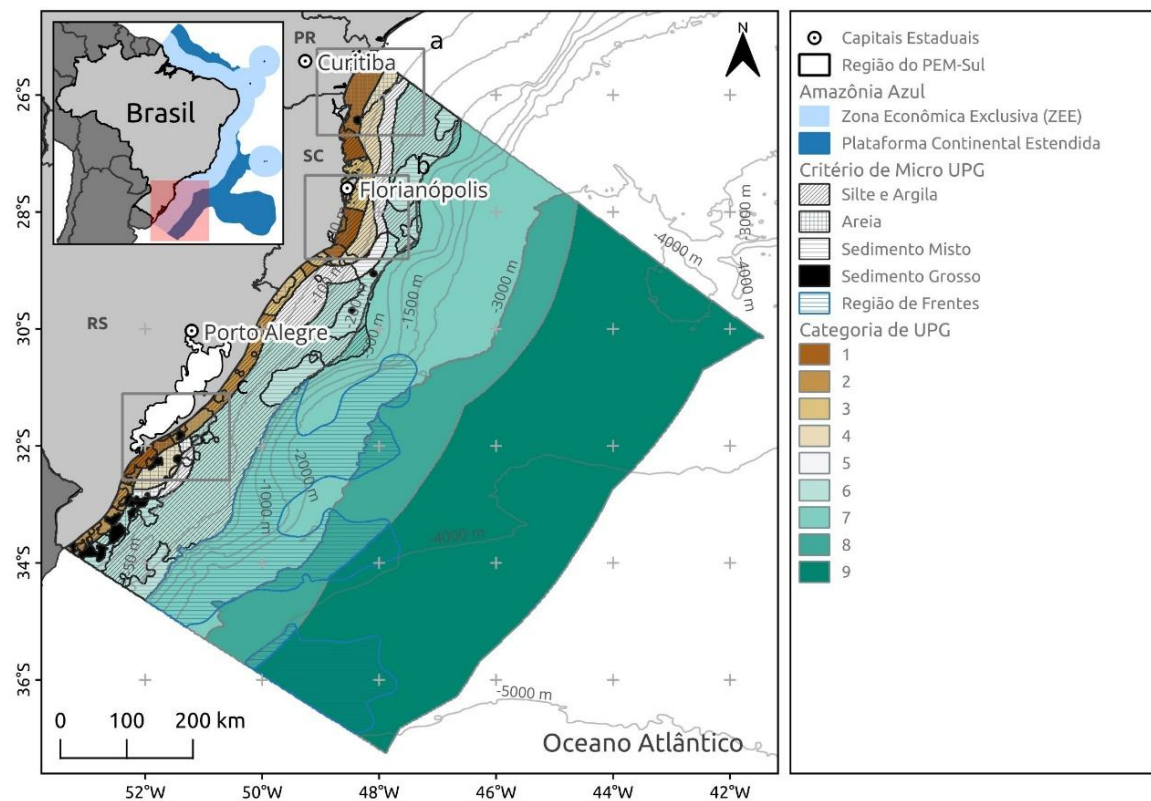 Brasil
PR
a
Curitiba
SC
b
Florianópolis
RS
Porto Alegre
c
-50 m
-100 m
-1500 m
-3000 m
-4000 m
-3000 m
-4000 m
-2000 m
-1000 m
-4000 m
-50 m
-5000 m
N
26°S
28°S
30°S
32°S
34°S
36°S
0 100 200 km
Oceano Atlântico
52°W 50°W 48°W 46°W 44°W 42°W
Capitais Estaduais
Região do PEM-Sul
Amazônia Azul
Zona Econômica Exclusiva (ZEE)
Plataforma Continental Estendida
Critério de Micro UPG
Silte e Argila
Areia
Sedimento Misto
Sedimento Grosso
Região de Frentes
Categoria de UPG
1
2
3
4
5
6
7
8
9